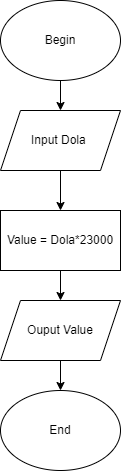 Begin
Input Dola
Value = Dola*23000
Ouput Value
End